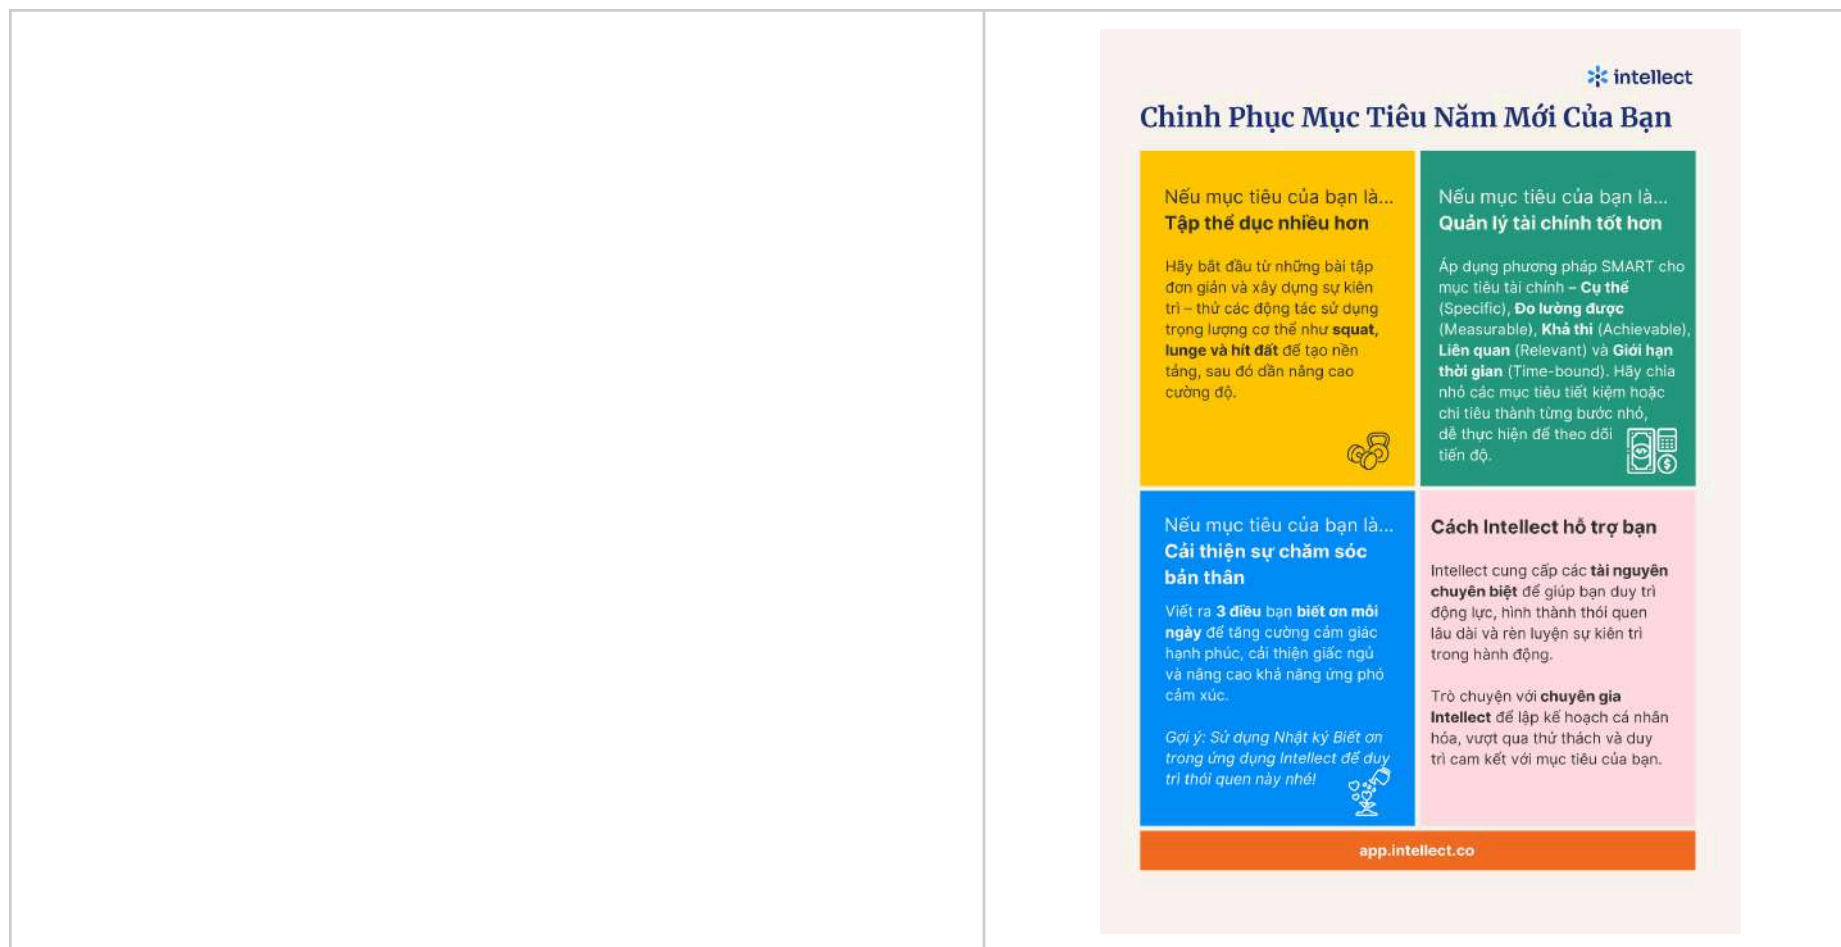 intellect
Chinh Phục Mục Tiêu Năm Mới Của Bạn
Nếu mục tiêu của bạn là...
Tập thể dục nhiều hơn
Hãy bắt đầu từ những bài tập
đơn giản và xây dựng sự kiên
trì – thử các động tác sử dụng
trọng lượng cơ thể như squat,
lunge và hít đất để tạo nền
tảng, sau đó dần nâng cao
cường độ.
Nếu mục tiêu của bạn là...
Quản lý tài chính tốt hơn
Áp dụng phương pháp SMART cho
mục tiêu tài chính – Cụ thể
(Specific), Đo lường được
(Measurable), Khả thi (Achievable),
Liên quan (Relevant) và Giới hạn
thời gian (Time-bound). Hãy chia
nhỏ các mục tiêu tiết kiệm hoặc
chi tiêu thành từng bước nhỏ,
dễ thực hiện để theo dõi
tiến độ.
Nếu mục tiêu của bạn là...
Cải thiện sự chăm sóc
bản thân
Viết ra 3 điều bạn biết ơn mỗi
ngày để tăng cường cảm giác
hạnh phúc, cải thiện giấc ngủ
và nâng cao khả năng ứng phó
cảm xúc.
Gợi ý: Sử dụng Nhật ký Biết ơn
trong ứng dụng Intellect để duy
trì thói quen này nhé!
Cách Intellect hỗ trợ bạn
Intellect cung cấp các tài nguyên
chuyên biệt để giúp bạn duy trì
động lực, hình thành thói quen
lâu dài và rèn luyện sự kiên trì
trong hành động.
Trò chuyện với chuyên gia
Intellect để lập kế hoạch cá nhân
hóa, vượt qua thử thách và duy
trì cam kết với mục tiêu của bạn.
app.intellect.co